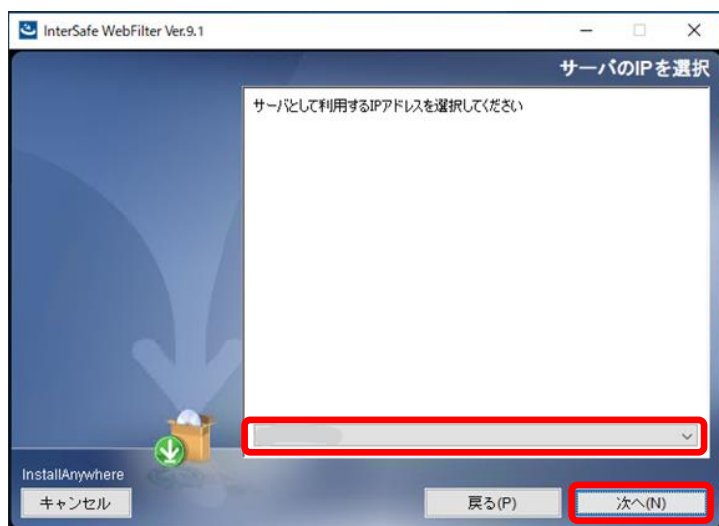 InterSafe WebFilter Ver.9.1
サーバのIPを選択
サーバとして利用するIPアドレスを選択してください
InstallAnywhere
キャンセル
戻る(P)
次へ(N)